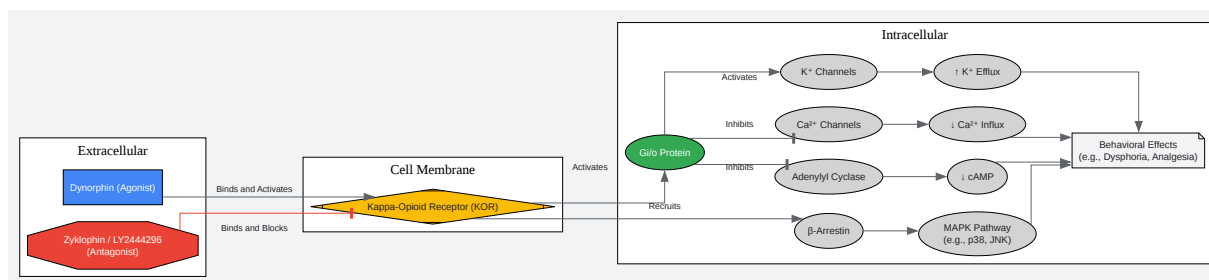 Extracellular
Dynorphin (Agonist)
Zyklophin / LY2444296
(Antagonist)
Binds and Activates
Binds and Blocks
Cell Membrane
Kappa-Opioid Receptor (KOR)
Activates
Recruits
Intracellular
Gi/o Protein
Activates
Inhibits
Inhibits
K⁺ Channels
↑ K⁺ Efflux
Ca²⁺ Channels
↓ Ca²⁺ Influx
Adenylyl Cyclase
↓ cAMP
β-Arrestin
MAPK Pathway
(e.g., p38, JNK)
Behavioral Effects
(e.g., Dysphoria, Analgesia)